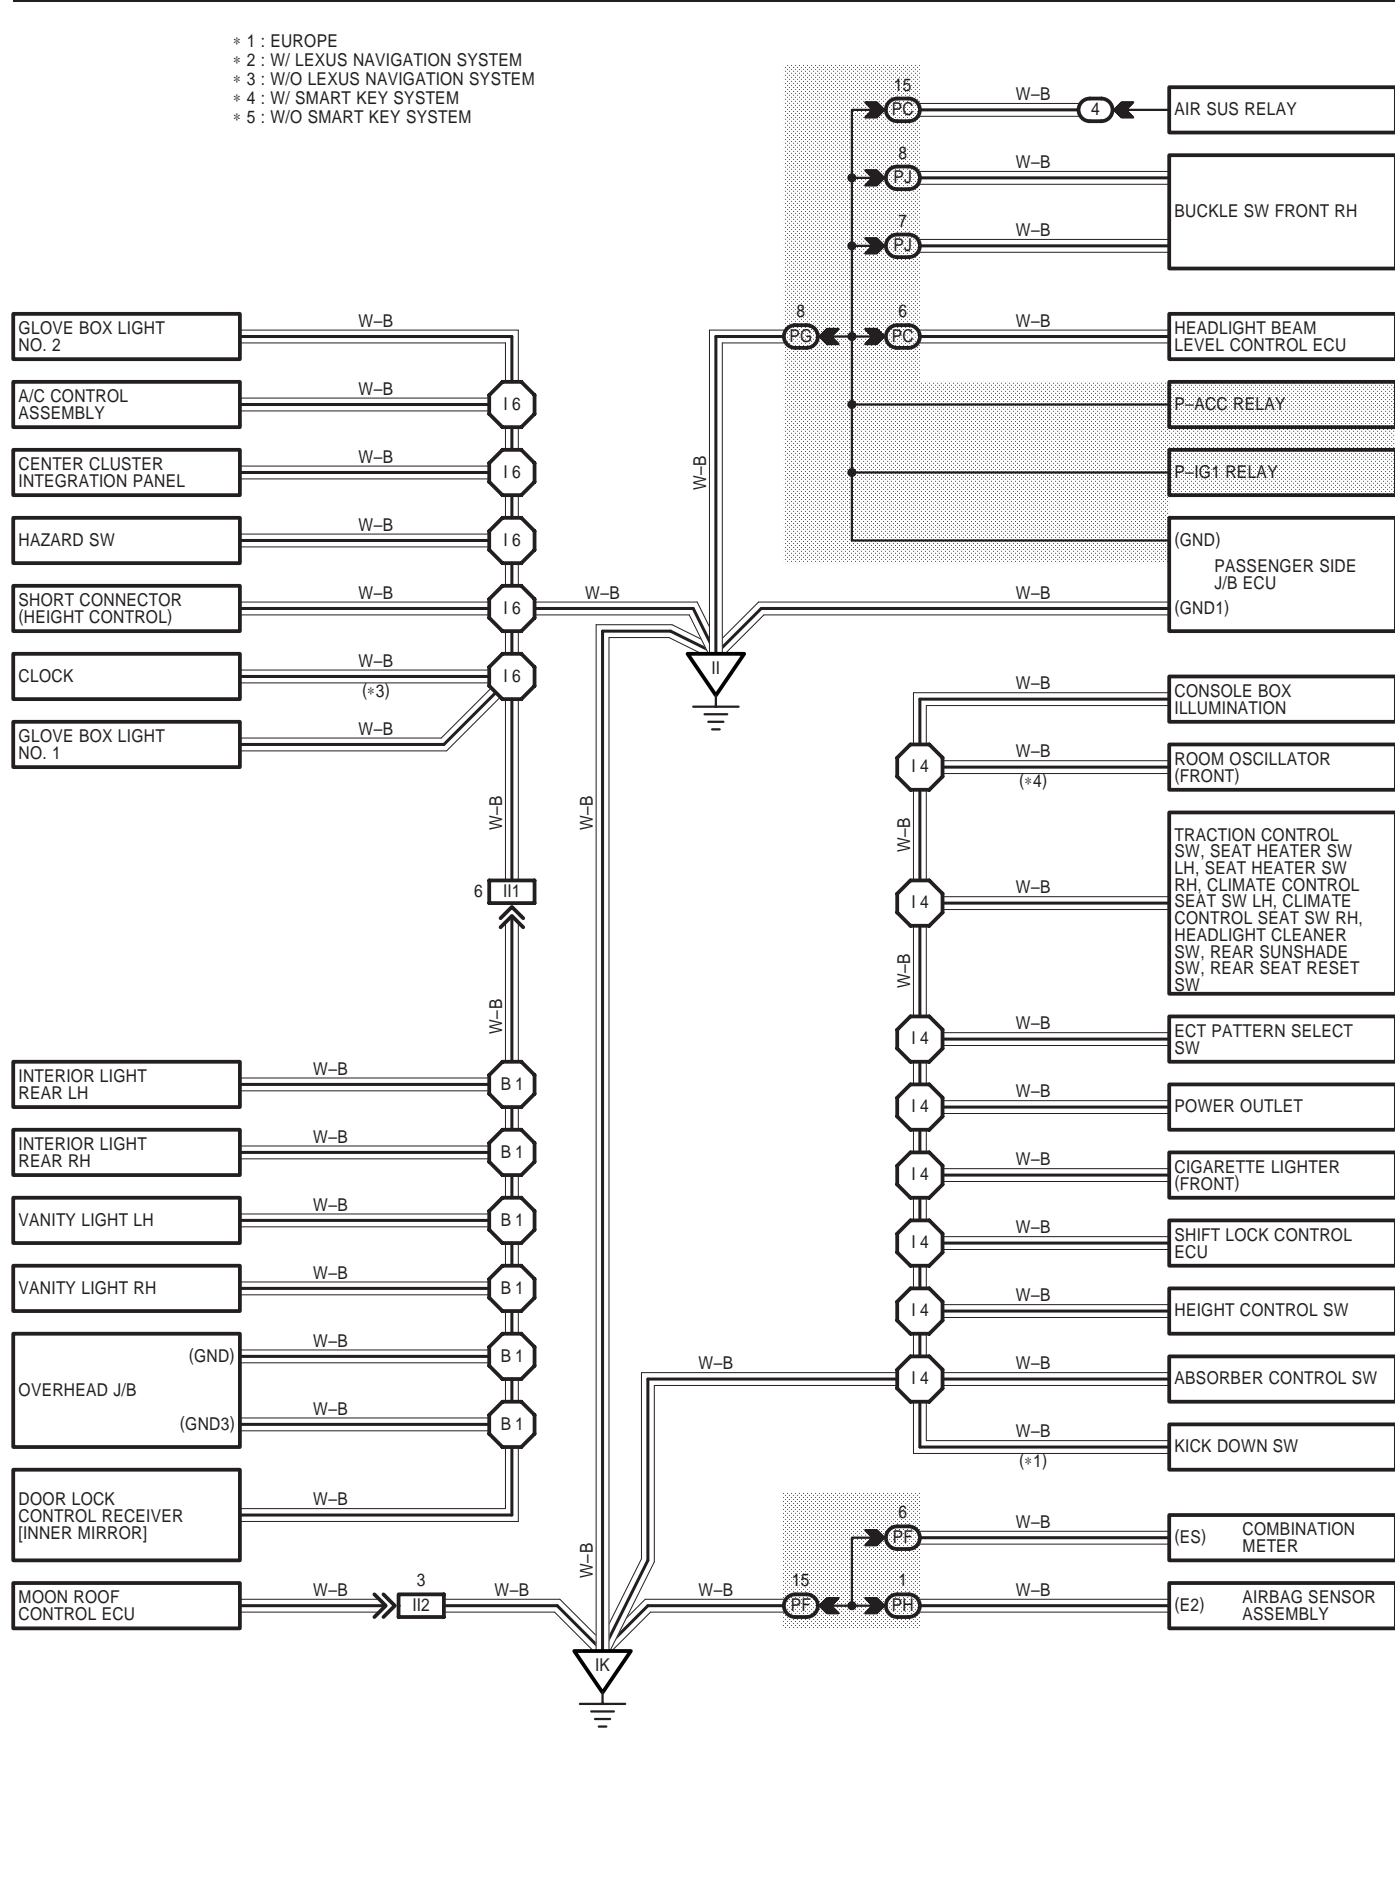 ∗ 1 : EUROPE
∗ 2 : W/ LEXUS NAVIGATION SYSTEM
∗ 3 : W/O LEXUS NAVIGATION SYSTEM
∗ 4 : W/ SMART KEY SYSTEM
∗ 5 : W/O SMART KEY SYSTEM
GLOVE BOX LIGHT
NO. 2
W–B
A/C CONTROL
ASSEMBLY
W–B
I 6
CENTER CLUSTER
INTEGRATION PANEL
W–B
I 6
HAZARD SW
W–B
I 6
SHORT CONNECTOR
(HEIGHT CONTROL)
W–B
I 6
W–B
CLOCK
W–B
(∗3)
I 6
GLOVE BOX LIGHT
NO. 1
W–B
W–B
6
II1
W–B
INTERIOR LIGHT
REAR LH
W–B
B 1
INTERIOR LIGHT
REAR RH
W–B
B 1
VANITY LIGHT LH
W–B
B 1
VANITY LIGHT RH
W–B
B 1
OVERHEAD J/B
(GND)
W–B
B 1
(GND3)
W–B
B 1
DOOR LOCK
CONTROL RECEIVER
[INNER MIRROR]
W–B
MOON ROOF
CONTROL ECU
W–B
3
II2
W–B
W–B
W–B
IK
W–B
II
8
PG
15
PC
W–B
4
AIR SUS RELAY
8
PJ
W–B
7
PJ
W–B
BUCKLE SW FRONT RH
6
PC
W–B
HEADLIGHT BEAM
LEVEL CONTROL ECU
P–ACC RELAY
P–IG1 RELAY
(GND)
PASSENGER SIDE
J/B ECU
W–B
(GND1)
W–B
CONSOLE BOX
ILLUMINATION
I 4
W–B
(∗4)
ROOM OSCILLATOR
(FRONT)
W–B
I 4
W–B
TRACTION CONTROL
SW, SEAT HEATER SW
LH, SEAT HEATER SW
RH, CLIMATE CONTROL
SEAT SW LH, CLIMATE
CONTROL SEAT SW RH,
HEADLIGHT CLEANER
SW, REAR SUNSHADE
SW, REAR SEAT RESET
SW
W–B
I 4
W–B
ECT PATTERN SELECT
SW
I 4
W–B
POWER OUTLET
I 4
W–B
CIGARETTE LIGHTER
(FRONT)
I 4
W–B
SHIFT LOCK CONTROL
ECU
I 4
W–B
HEIGHT CONTROL SW
W–B
I 4
W–B
ABSORBER CONTROL SW
W–B
(∗1)
KICK DOWN SW
6
PF
W–B
(ES)
COMBINATION
METER
W–B
15
PF
1
PH
W–B
(E2)
AIRBAG SENSOR
ASSEMBLY